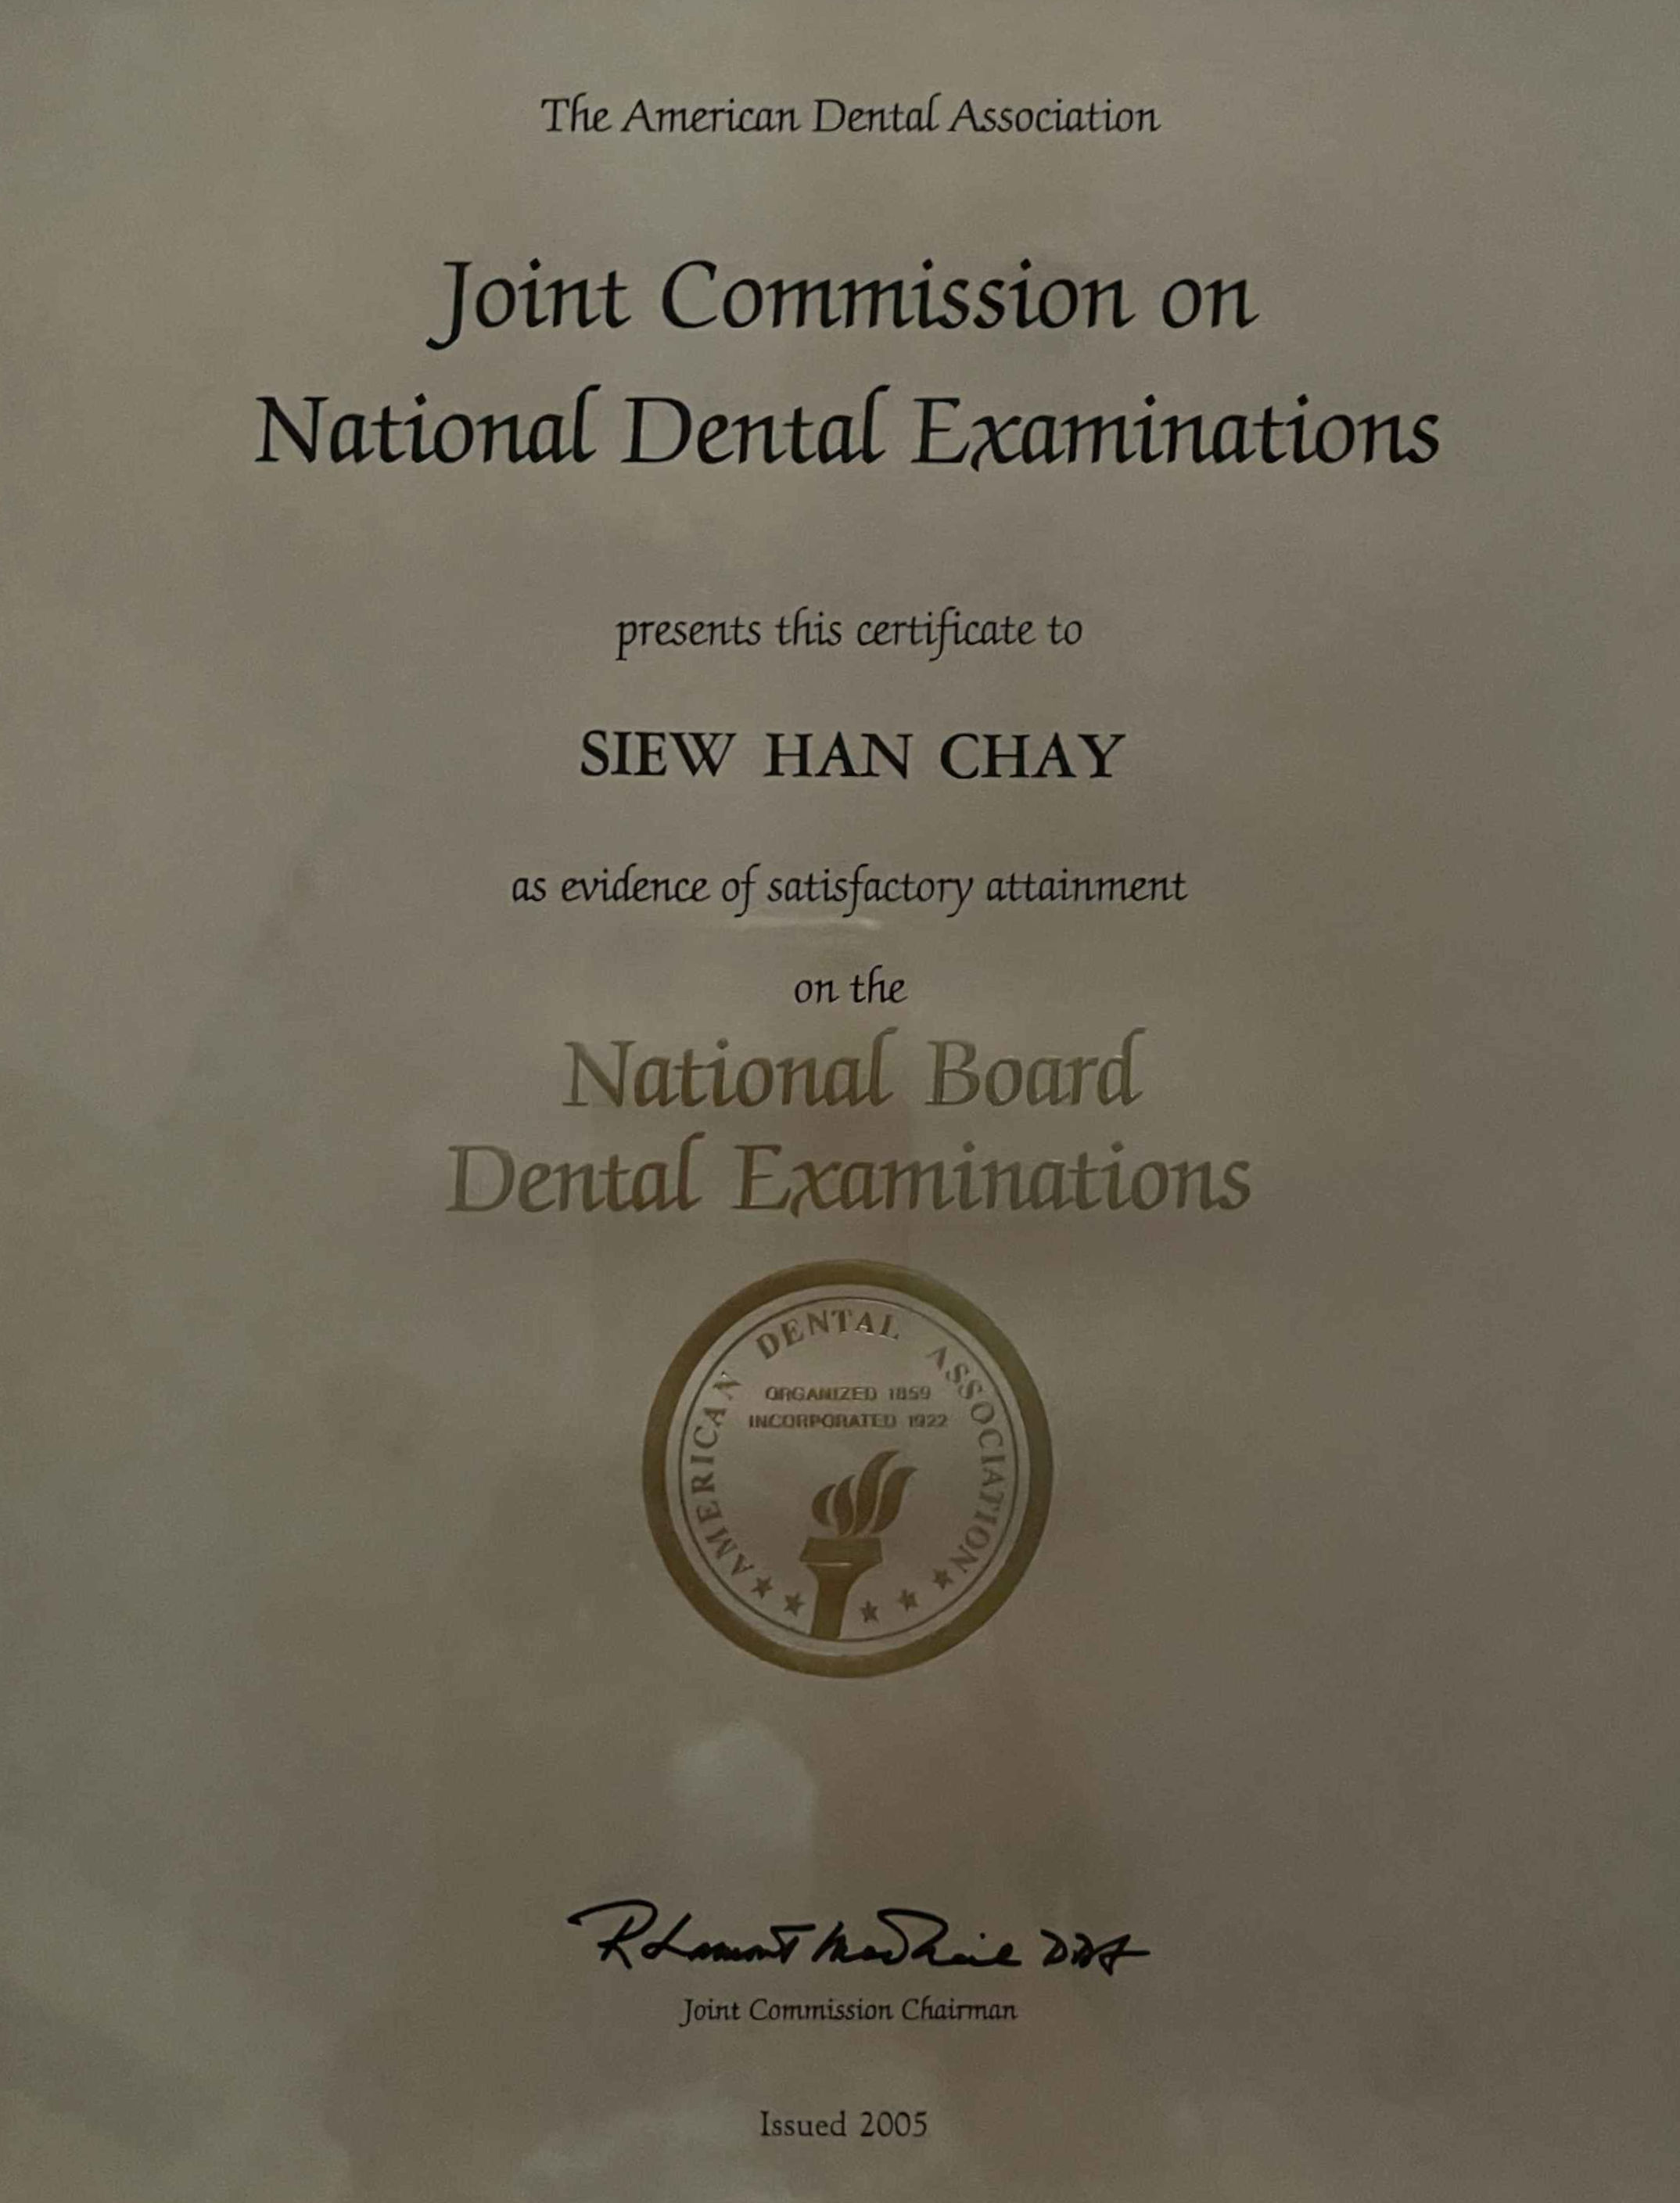 The American Dental Association
Joint Commission on
National Dental Examinations
presents this certificate to
SIEW HAN CHAY
as evidence of satisfactory attainment
on the
National Board
Dental Examinations
AMERICAN DENTAL ASSOCIATION
ORGANIZED 1859
INCORPORATED 1922
R Lamont DDS
Joint Commission Chairman
Issued 2005